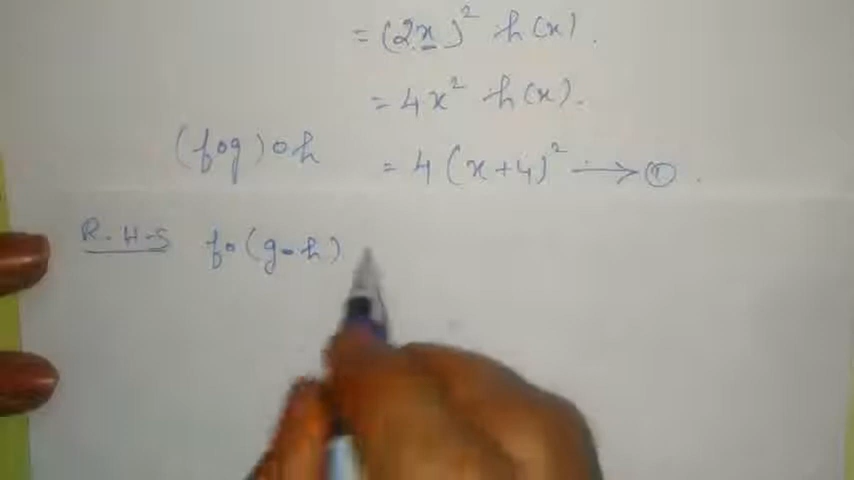 = (2x)² h(x).
= 4x² h(x).
(fog)oh = 4(x+4)² → ①.
R.H.S fo(goh)